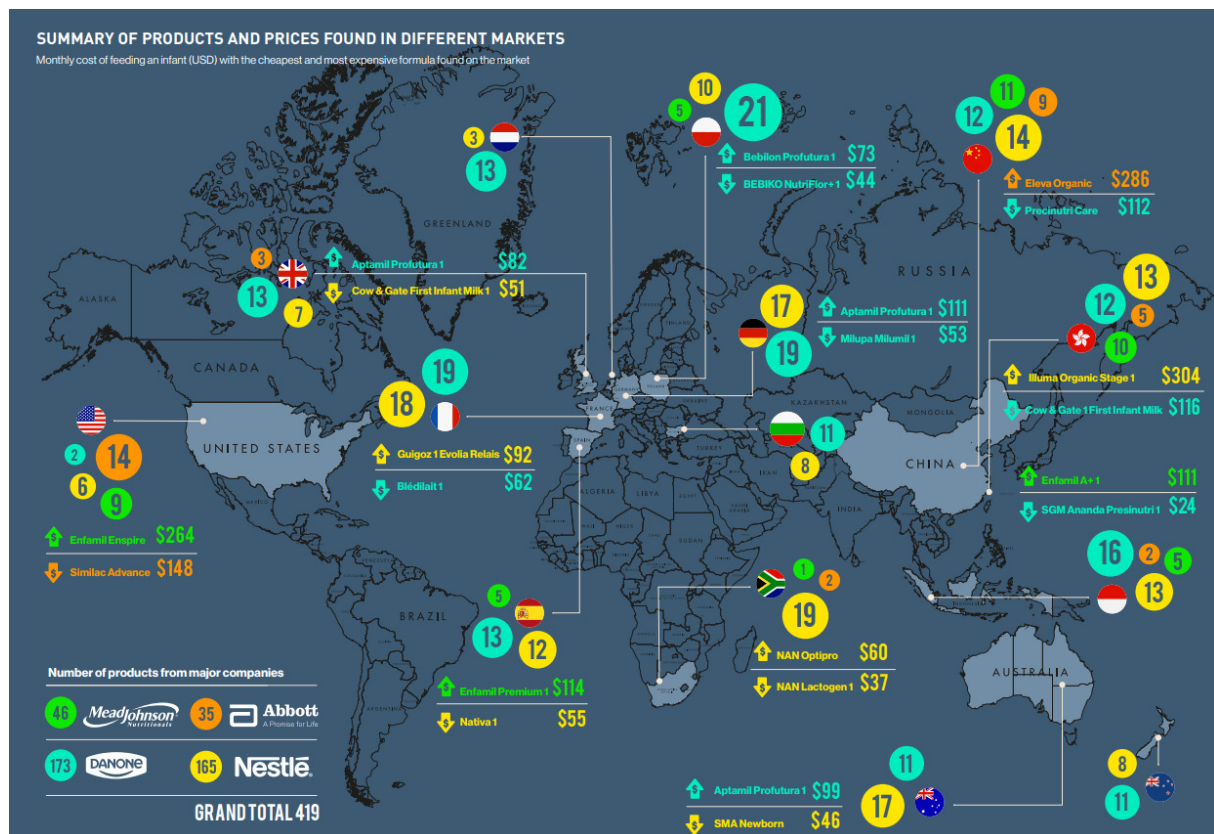 SUMMARY OF PRODUCTS AND PRICES FOUND IN DIFFERENT MARKETS
Monthly cost of feeding an infant (USD) with the cheapest and most expensive formula found on the market
3
13
10
5
21
Bebilon Profutura 1 $73
BEBIKO NutriFlor+ 1 $44
11
9
12
14
Eleva Organic $286
Precinutri Care $112
GREENLAND
RUSSIA
ALASKA
CANADA
UNITED STATES
3
13
7
Aptamil Profutura 1 $82
Cow & Gate First Infant Milk 1 $51
17
19
Aptamil Profutura 1 $111
Milupa Milumil 1 $53
13
12
5
10
Illuma Organic Stage 1 $304
Cow & Gate 1 First Infant Milk $116
19
18
Guigoz 1 Evolia Relais $92
Blédilait 1 $62
FRANCE
SPAIN
TURKEY
KAZAKHSTAN
MONGOLIA
CHINA
IRAN
INDIA
ALGERIA
LIBYA
SUDAN
11
8
2
14
6
9
Enfamil Enspire $264
Similac Advance $148
Enfamil A+ 1 $111
SGM Ananda Presinutri 1 $24
16
2
5
13
BRAZIL
5
13
12
Enfamil Premium 1 $114
Nativa 1 $55
1
2
19
NAN Optipro $60
NAN Lactogen 1 $37
AUSTRALIA
Number of products from major companies
46 MeadJohnson Nutritionals
35 Abbott
A Promise for Life
173 DANONE
165 Nestlé
GRAND TOTAL 419
11
17
Aptamil Profutura 1 $99
SMA Newborn $46
8
11